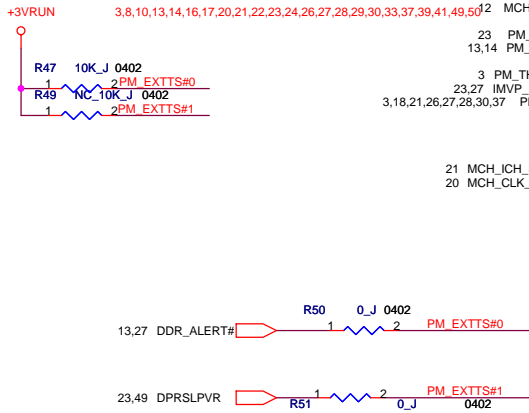 +3VRUN 3,8,10,13,14,16,17,20,21,22,23,24,26,27,28,29,30,33,37,39,41,49,50
12 MCH
23 PM_
13,14 PM_
R47 10K_J 0402
1 2 PM_EXTTS#0
3 PM_TH
R49 NC_10K_J 0402
23,27 IMVP_
1 2 PM_EXTTS#1
3,18,21,26,27,28,30,37
21 MCH_ICH_
20 MCH_CLK_
R50 0_J 0402
13,27 DDR_ALERT# 1 2 PM_EXTTS#0
23,49 DPRSLPVR 1 2 PM_EXTTS#1
R51 0_J 0402